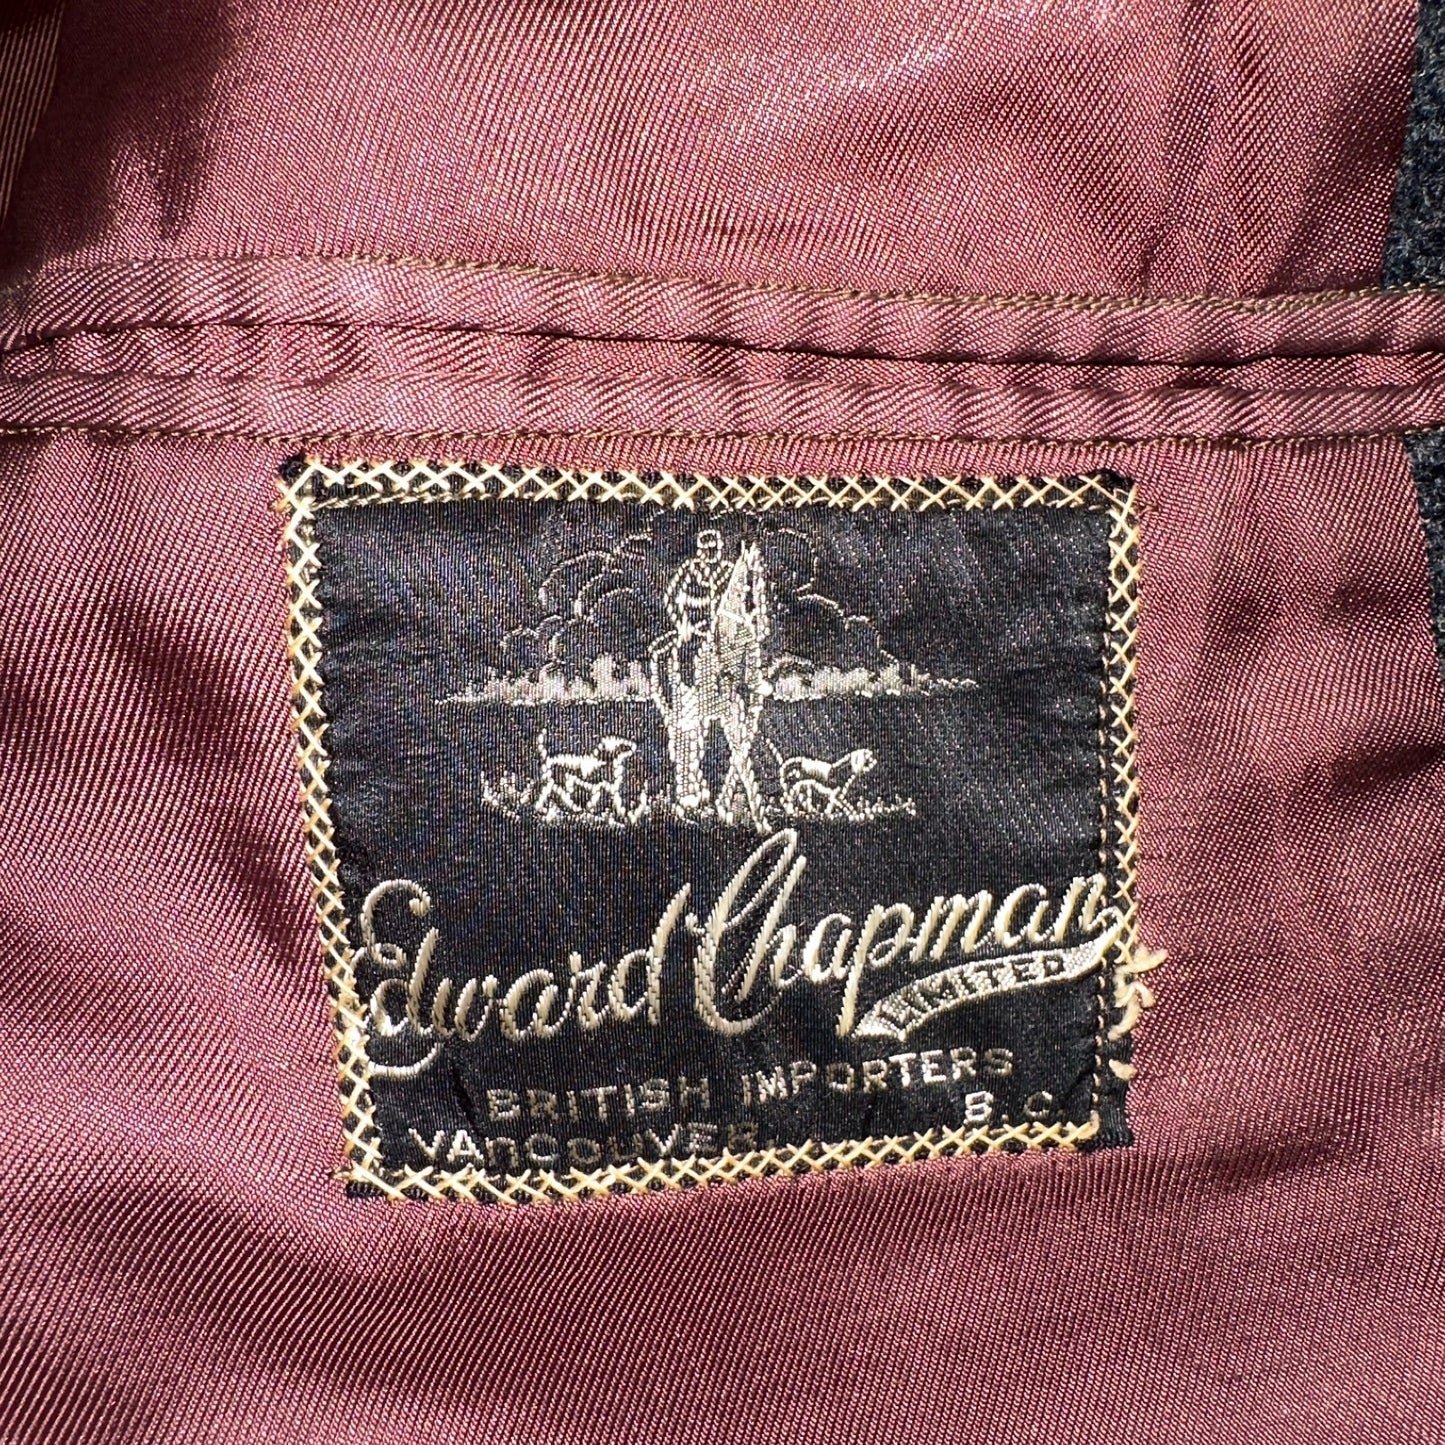 Edward Chapman
LIMITED
BRITISH IMPORTERS
VAnCOUVER B.C.